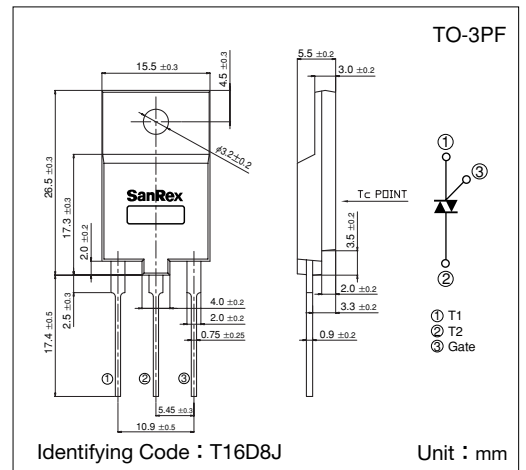 TO-3PF
15.5 ±0.3
4.5 ±0.3
5.5 ±0.2
3.0 ±0.2
φ3.2±0.2
26.5 ±0.3
17.3 ±0.3
2.0 ±0.2
SanRex
Tc POINT
3.5 ±0.2
①
③
②
17.4 ±0.5
2.5 ±0.3
4.0 ±0.2
2.0 ±0.2
0.75 ±0.25
2.0 ±0.2
3.3 ±0.2
0.9 ±0.2
① T1
② T2
③ Gate
①
②
③
5.45 ±0.3
10.9 ±0.5
Identifying Code：T16D8J
Unit：mm